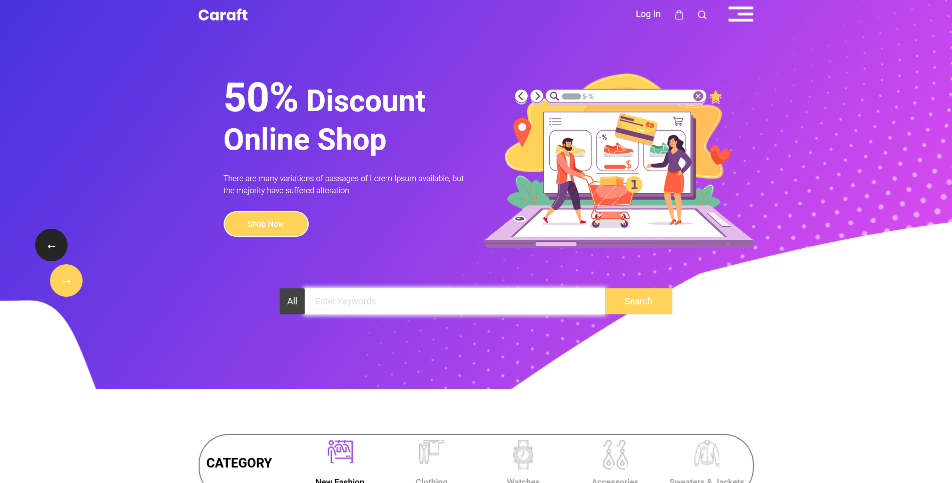 Caraft
Log In
50% Discount
Online Shop
There are many variations of passages of Lorem Ipsum available, but
the majority have suffered alteration
Shop Now
$-%
-%
$
1
←
→
All
Enter keywords
Search
CATEGORY
New Fashion
Clothing
Watches
Accessories
Sweaters & Jackets